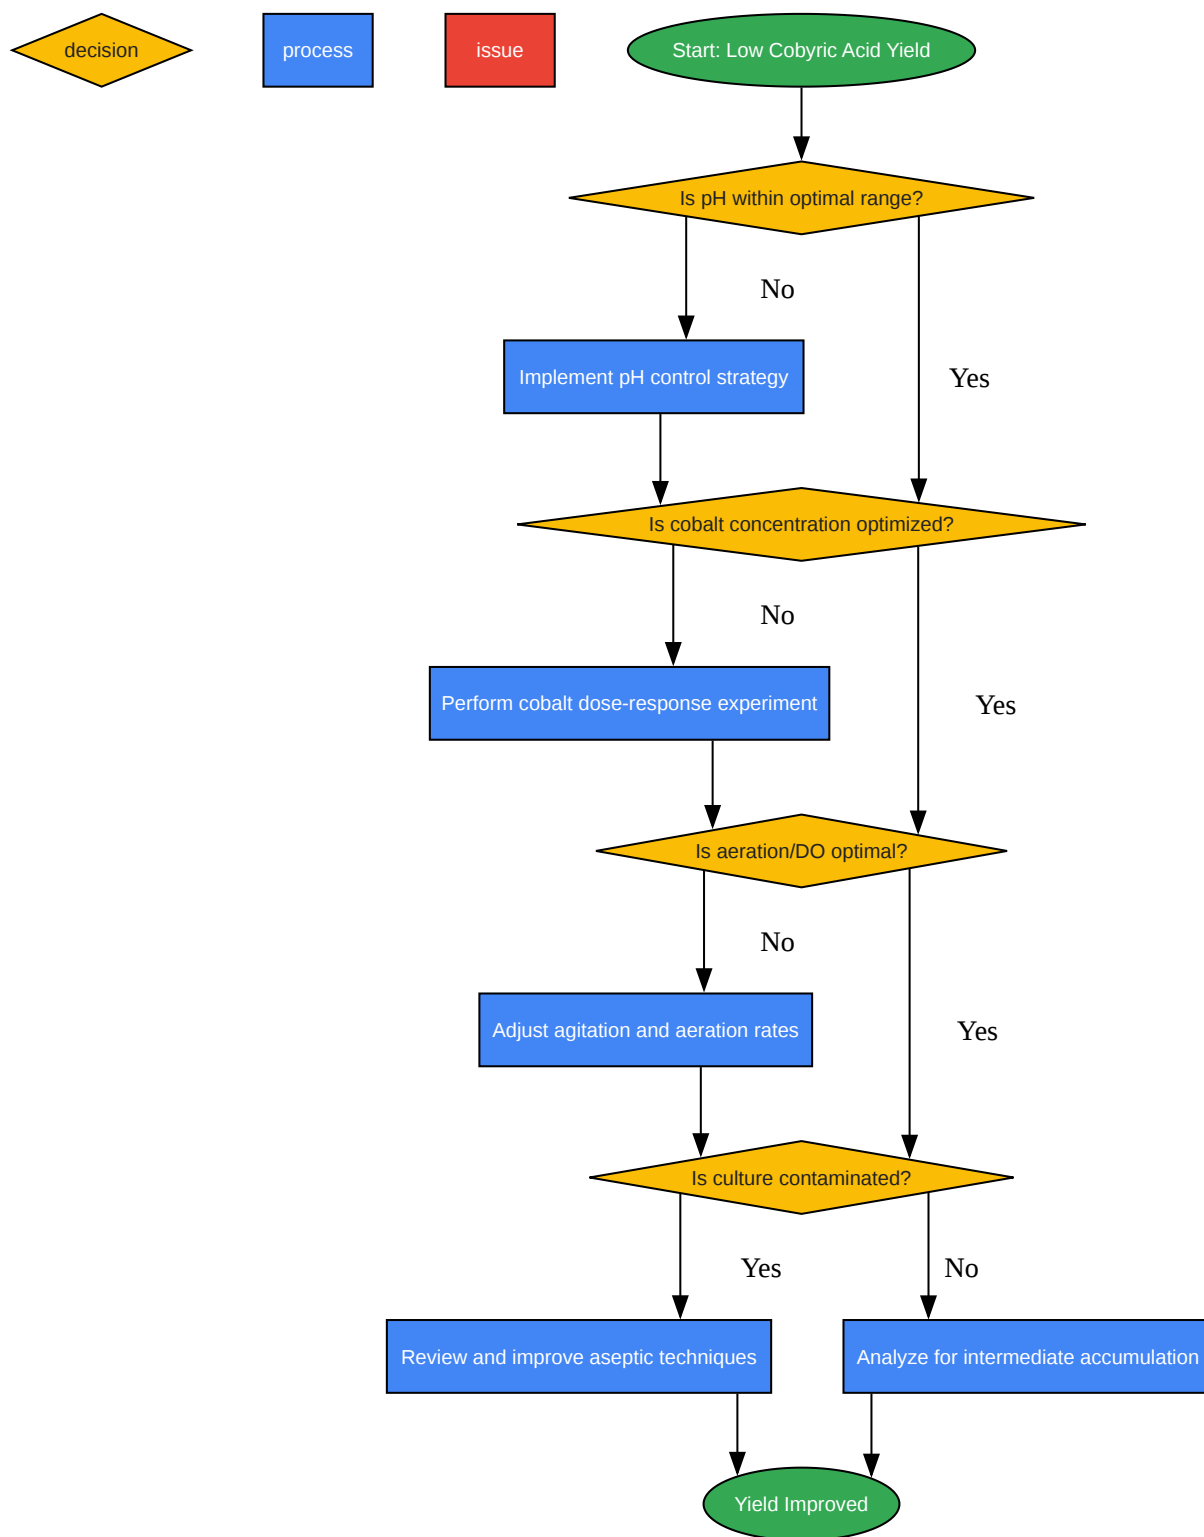 decision
process
issue
Start: Low Cobyric Acid Yield
Is pH within optimal range?
No
Implement pH control strategy
Yes
Is cobalt concentration optimized?
No
Perform cobalt dose-response experiment
Yes
Is aeration/DO optimal?
No
Adjust agitation and aeration rates
Yes
Is culture contaminated?
Yes
No
Review and improve aseptic techniques
Analyze for intermediate accumulation
Yield Improved